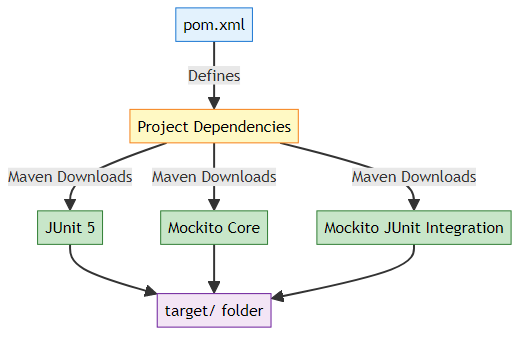 pom.xml
Defines
Project Dependencies
Maven Downloads
Maven Downloads
Maven Downloads
JUnit 5
Mockito Core
Mockito JUnit Integration
target/ folder